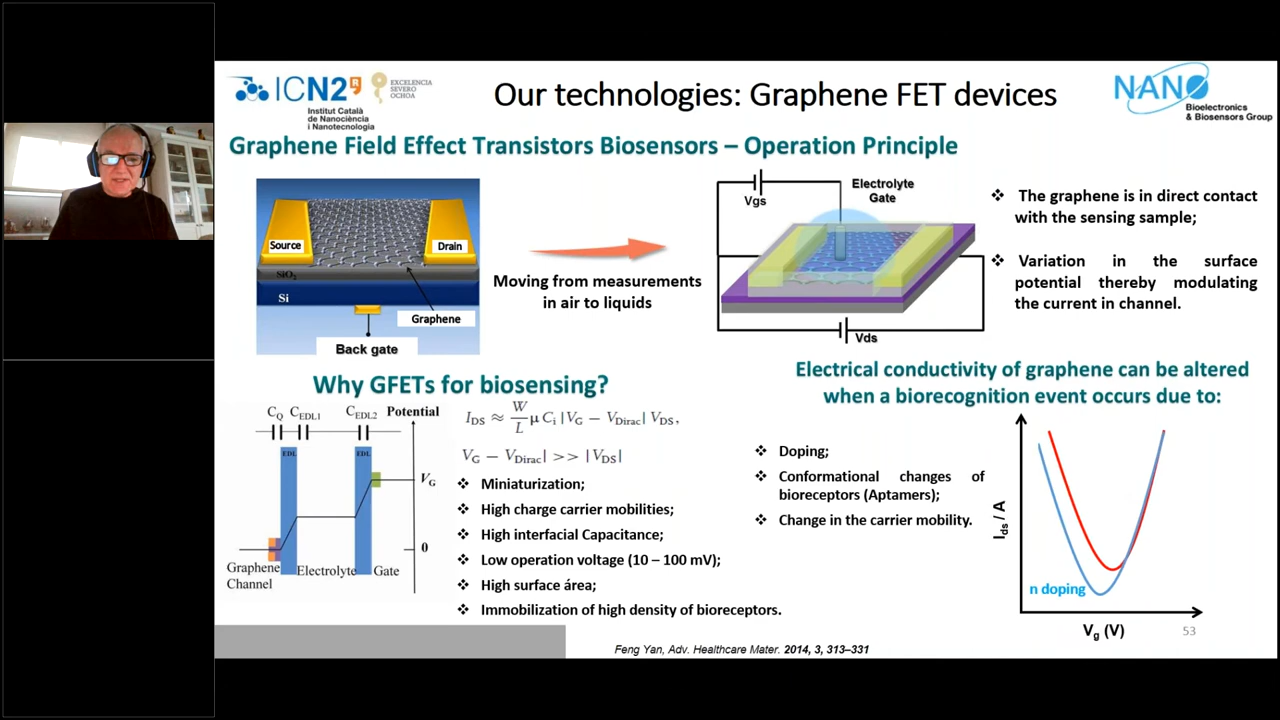 ICN2
R
Institut Català
de Nanociència
i Nanotecnologia
EXCELENCIA
SEVERO
OCHOA
Our technologies: Graphene FET devices
NANO
Bioelectronics
& Biosensors Group
Graphene Field Effect Transistors Biosensors – Operation Principle
Source
Drain
SiO2
Si
Graphene
Back gate
Moving from measurements
in air to liquids
Vgs
Electrolyte
Gate
Vds
❖ The graphene is in direct contact
with the sensing sample;
❖ Variation in the surface
potential thereby modulating
the current in channel.
Why GFETs for biosensing?
CQ CEDL1 CEDL2 Potential
EDL EDL
VG
0
Graphene
Channel
Electrolyte Gate
IDS ≈ W/L μ Ci |VG − VDirac| VDS,
VG − VDirac| >> |VDS|
❖ Miniaturization;
❖ High charge carrier mobilities;
❖ High interfacial Capacitance;
❖ Low operation voltage (10 – 100 mV);
❖ High surface área;
❖ Immobilization of high density of bioreceptors.
Electrical conductivity of graphene can be altered
when a biorecognition event occurs due to:
❖ Doping;
❖ Conformational changes of
bioreceptors (Aptamers);
❖ Change in the carrier mobility.
Ids / A
n doping
Vg (V)
53
Feng Yan, Adv. Healthcare Mater. 2014, 3, 313–331